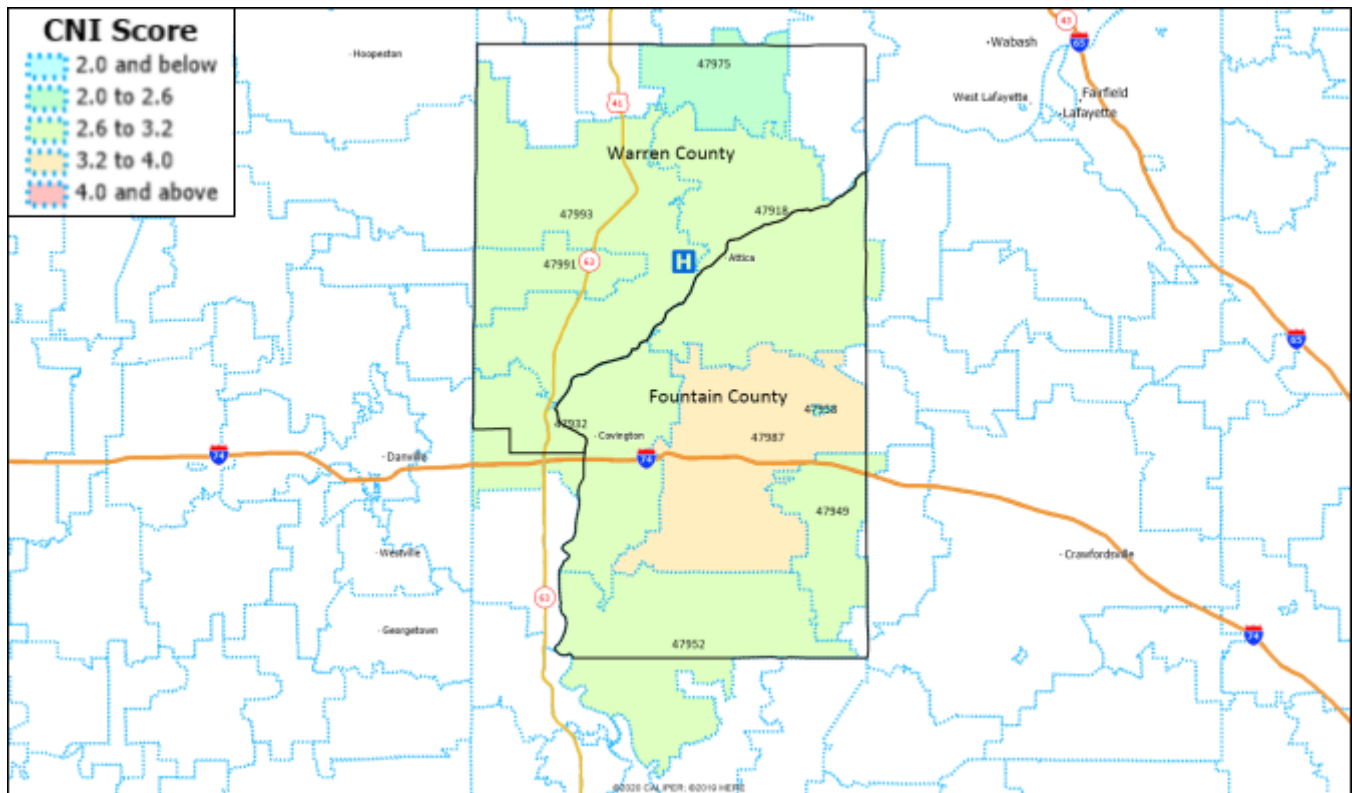 CNI Score
2.0 and below
2.0 to 2.6
2.6 to 3.2
3.2 to 4.0
4.0 and above
43
65
Hoopeston
Wabash
47975
West Lafayette
Fairfield
Lafayette
41
Warren County
47993
47918
47991
63
H
Attica
65
Fountain County
47958
47932
Covington
47987
74
Danville
74
47949
Westville
Crawfordsville
63
Georgetown
47952
74
©2020 CALIPER; ©2019 HERE